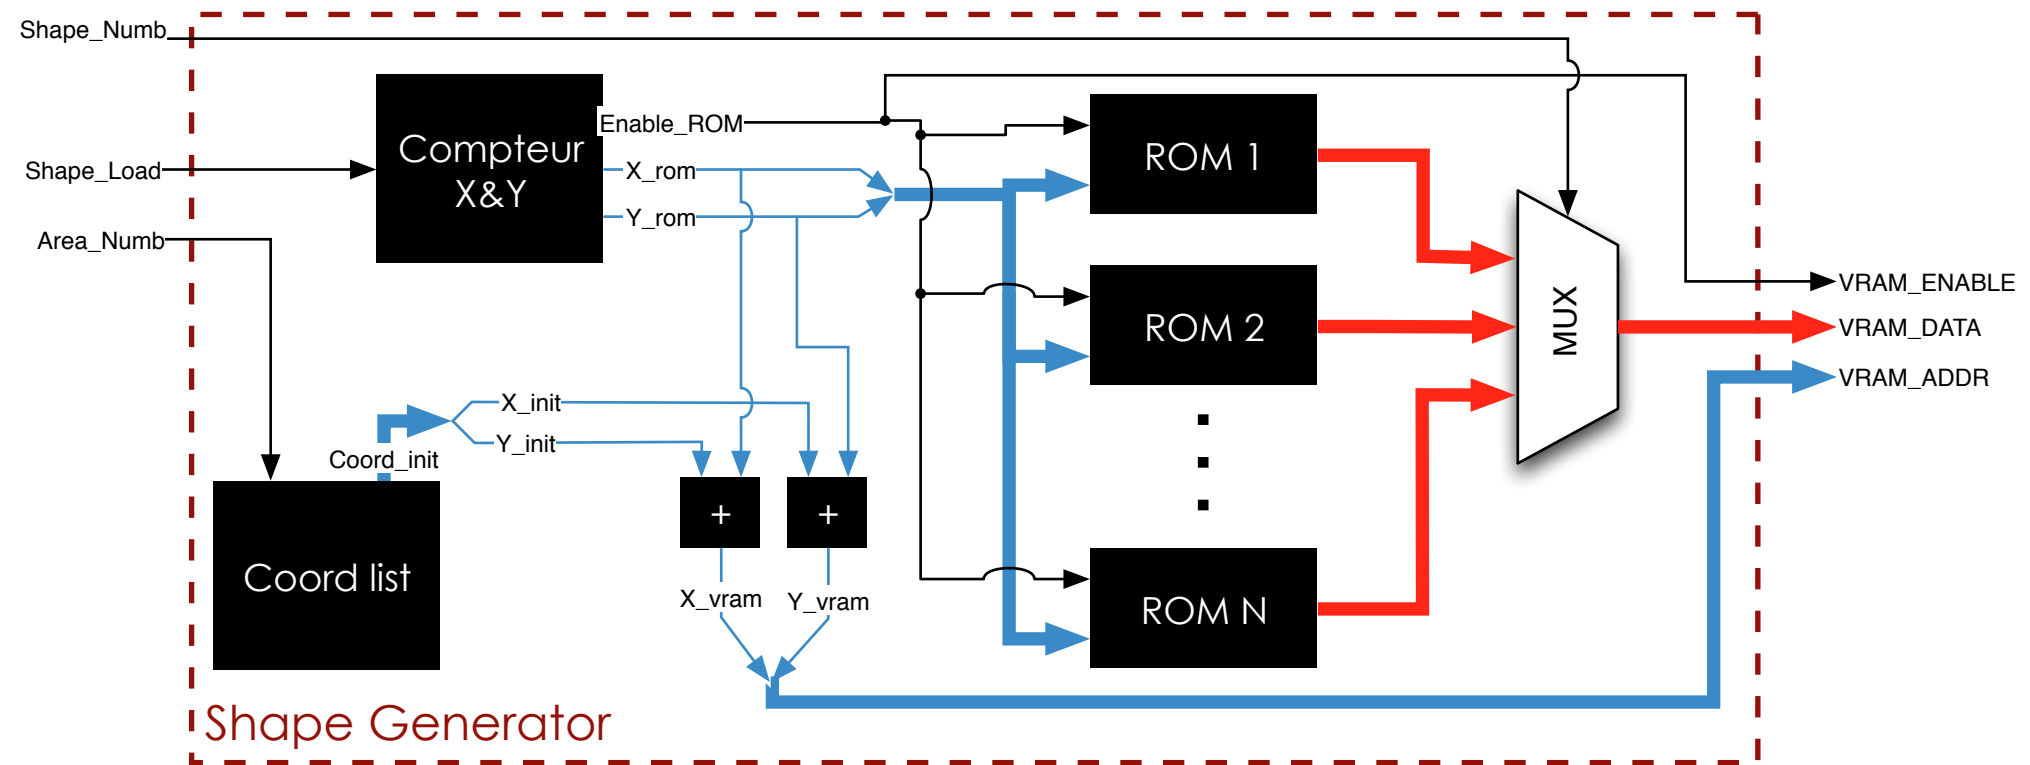 Shape_Numb
Enable_ROM
Compteur
X&Y
ROM 1
X_rom
Shape_Load
Y_rom
Area_Numb
VRAM_ENABLE
MUX
ROM 2
VRAM_DATA
VRAM_ADDR
X_init
Y_init
Coord_init
+
+
Coord list
X_vram
Y_vram
ROM N
Shape Generator